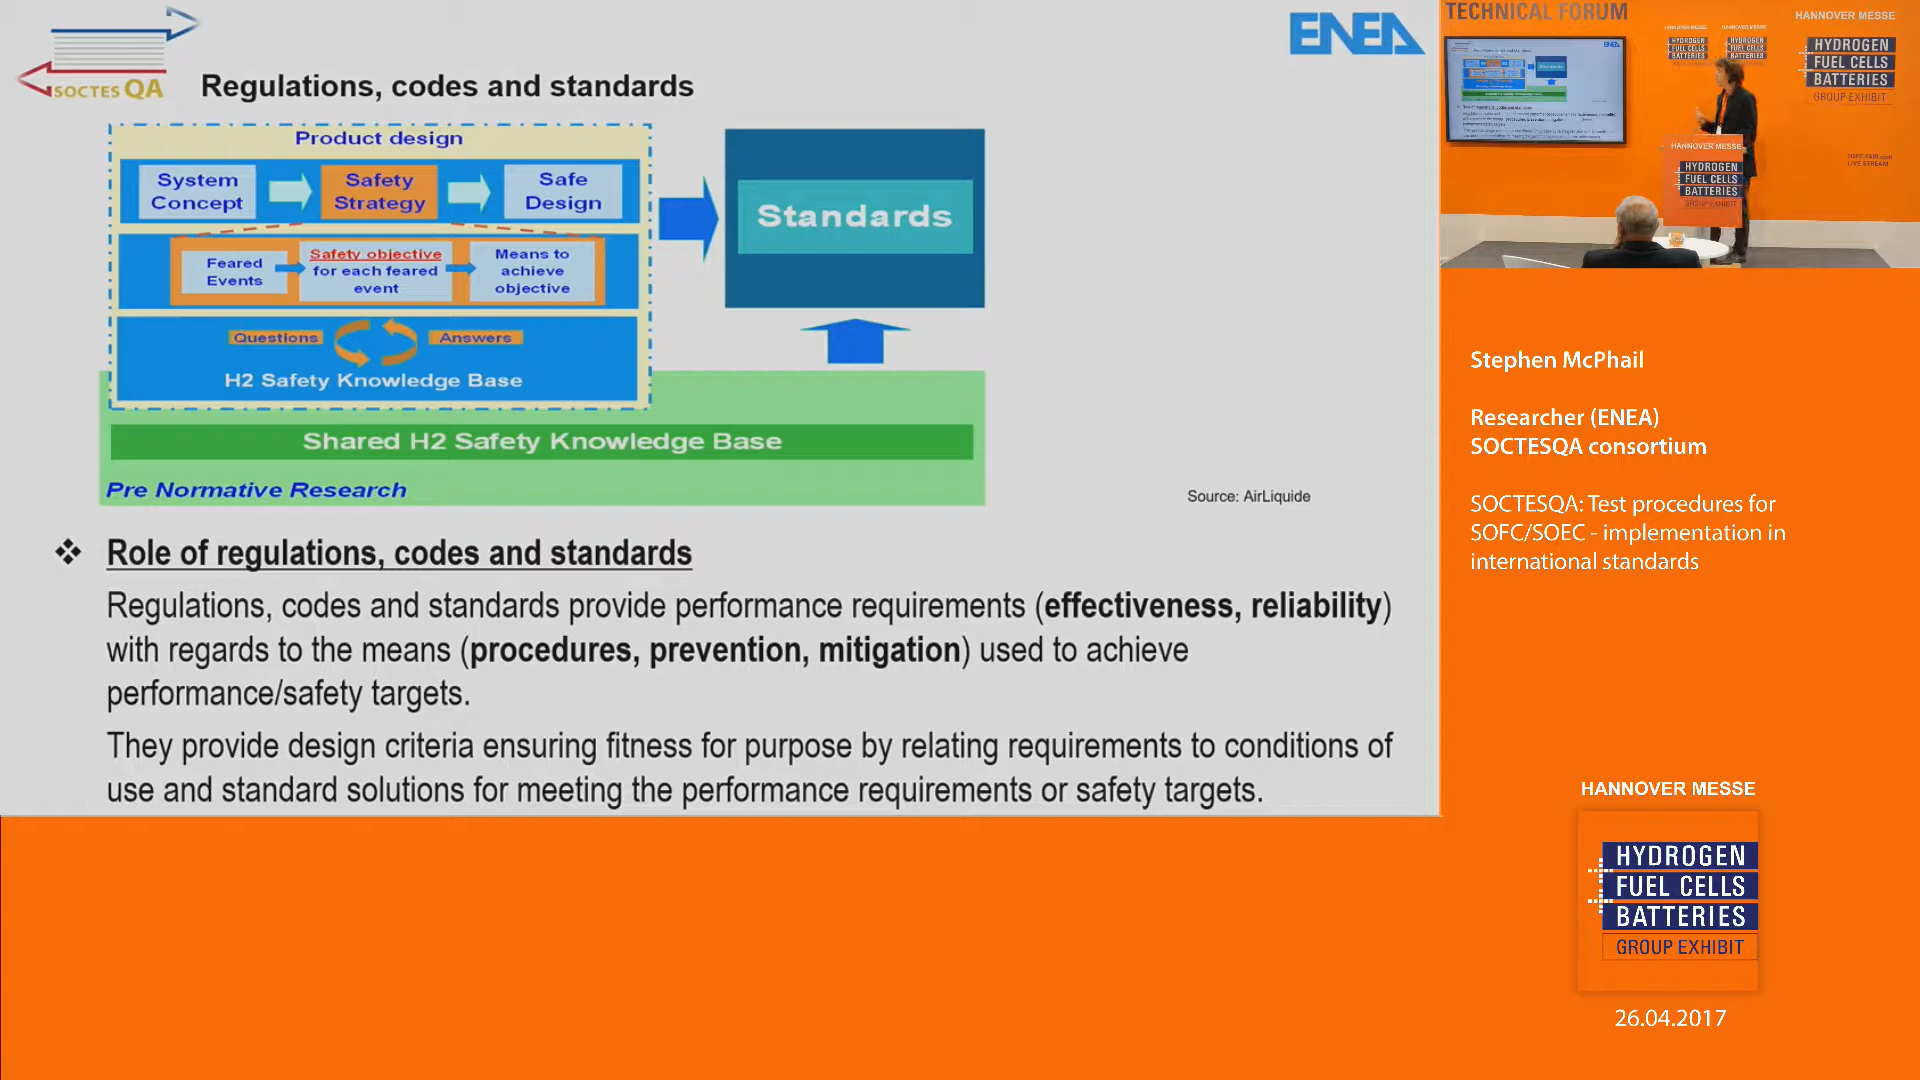 SOCTESQA
ENEA
Regulations, codes and standards
Product design
System
Concept
Safety
Strategy
Safe
Design
Feared
Events
Safety objective
for each feared
event
Means to
achieve
objective
Questions
Answers
H2 Safety Knowledge Base
Standards
Shared H2 Safety Knowledge Base
Pre Normative Research
Source: AirLiquide
❖ Role of regulations, codes and standards
Regulations, codes and standards provide performance requirements (effectiveness, reliability)
with regards to the means (procedures, prevention, mitigation) used to achieve
performance/safety targets.
They provide design criteria ensuring fitness for purpose by relating requirements to conditions of
use and standard solutions for meeting the performance requirements or safety targets.
TECHNICAL FORUM
HANNOVER MESSE
HYDROGEN
FUEL CELLS
BATTERIES
GROUP EXHIBIT
HANNOVER MESSE
HYDROGEN
FUEL CELLS
BATTERIES
GROUP EXHIBIT
Stephen McPhail
Researcher (ENEA)
SOCTESQA consortium
SOCTESQA: Test procedures for
SOFC/SOEC - implementation in
international standards
HANNOVER MESSE
HYDROGEN
FUEL CELLS
BATTERIES
GROUP EXHIBIT
26.04.2017